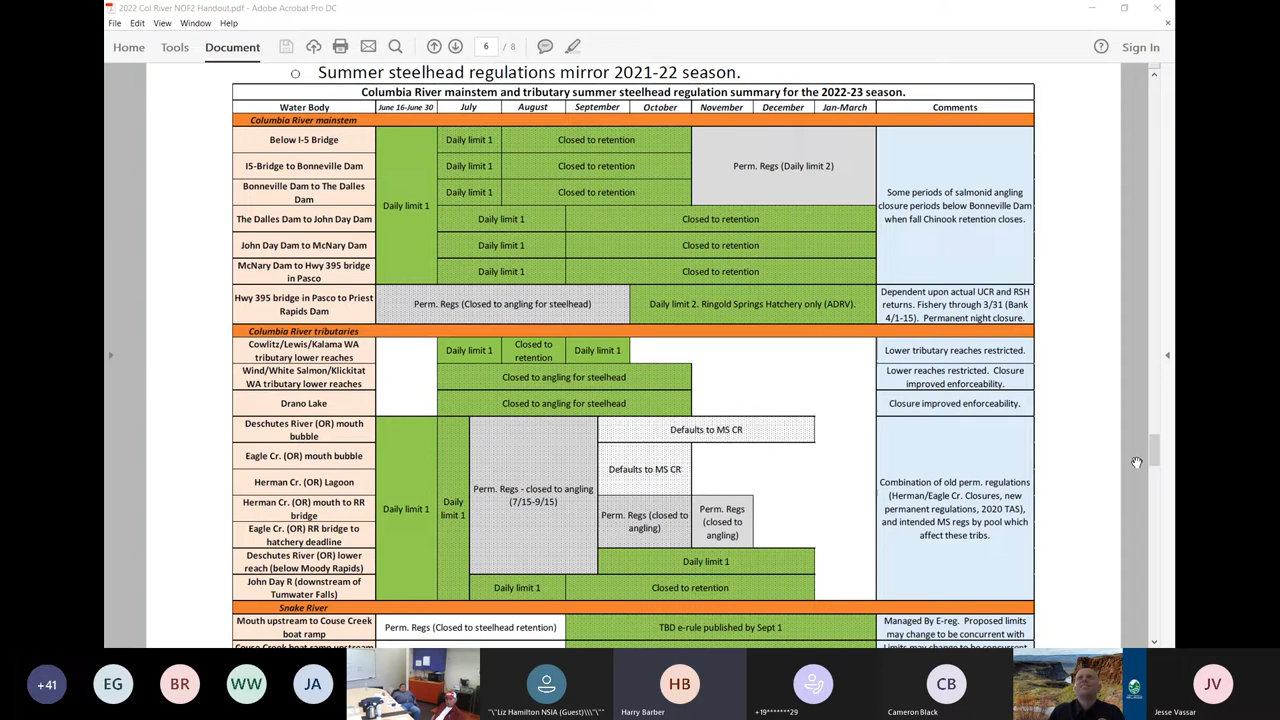 2022 Col River NOF2 Handout.pdf - Adobe Acrobat Pro DC
File Edit View Window Help
Home Tools Document 6 / 8 Sign In
○ Summer steelhead regulations mirror 2021-22 season.
Columbia River mainstem and tributary summer steelhead regulation summary for the 2022-23 season.
Water Body June 16-June 30 July August September October November December Jan-March Comments
Columbia River mainstem
Below I-5 Bridge Daily limit 1 Closed to retention
I5-Bridge to Bonneville Dam Daily limit 1 Closed to retention Perm. Regs (Daily limit 2)
Bonneville Dam to The Dalles
Dam
Daily limit 1 Closed to retention
Daily limit 1
The Dalles Dam to John Day Dam Daily limit 1 Closed to retention
John Day Dam to McNary Dam Daily limit 1 Closed to retention
McNary Dam to Hwy 395 bridge
in Pasco
Daily limit 1 Closed to retention
Some periods of salmonid angling
closure periods below Bonneville Dam
when fall Chinook retention closes.
Hwy 395 bridge in Pasco to Priest
Rapids Dam
Perm. Regs (Closed to angling for steelhead) Daily limit 2. Ringold Springs Hatchery only (ADRV).
Dependent upon actual UCR and RSH
returns. Fishery through 3/31 (Bank
4/1-15). Permanent night closure.
Columbia River tributaries
Cowlitz/Lewis/Kalama WA
tributary lower reaches
Daily limit 1
Closed to
retention
Daily limit 1
Lower tributary reaches restricted.
Wind/White Salmon/Klickitat
WA tributary lower reaches
Closed to angling for steelhead
Lower reaches restricted. Closure
improved enforceability.
Drano Lake Closed to angling for steelhead Closure improved enforceability.
Deschutes River (OR) mouth
bubble
Defaults to MS CR
Eagle Cr. (OR) mouth bubble
Herman Cr. (OR) Lagoon
Defaults to MS CR
Herman Cr. (OR) mouth to RR
bridge
Eagle Cr. (OR) RR bridge to
hatchery deadline
Daily limit 1
Daily
limit 1
Perm. Regs - closed to angling
(7/15-9/15)
Perm. Regs (closed to
angling)
Perm. Regs
(closed to
angling)
Deschutes River (OR) lower
reach (below Moody Rapids)
Daily limit 1
John Day R (downstream of
Tumwater Falls)
Daily limit 1 Closed to retention
Combination of old perm. regulations
(Herman/Eagle Cr. Closures, new
permanent regulations, 2020 TAS),
and intended MS regs by pool which
affect these tribs.
Snake River
Mouth upstream to Couse Creek
boat ramp
Perm. Regs (Closed to steelhead retention) TBD e-rule published by Sept 1
Managed By E-reg. Proposed limits
may change to be concurrent with
+41 EG BR WW JA HB CB JV
"\"Liz Hamilton NSIA (Guest)\\\"\"" Harry Barber +19*******29 Cameron Black Jesse Vassar